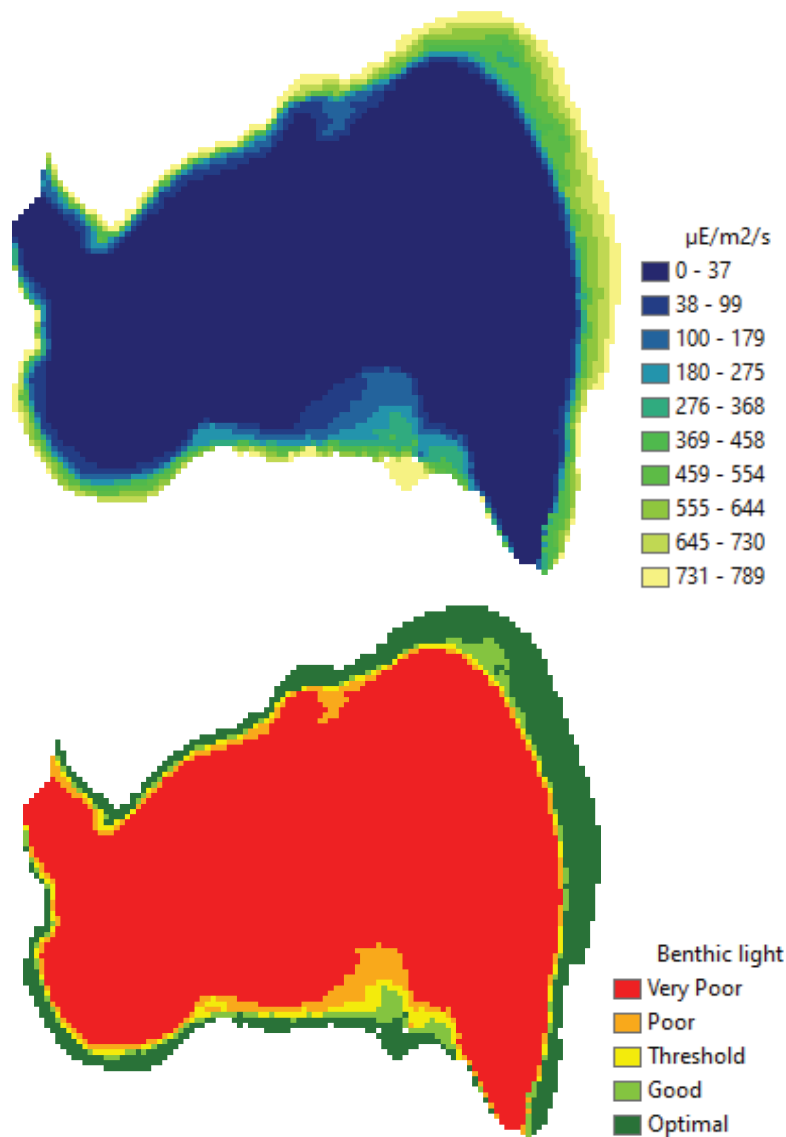 µE/m2/s
0 - 37
38 - 99
100 - 179
180 - 275
276 - 368
369 - 458
459 - 554
555 - 644
645 - 730
731 - 789
Benthic light
Very Poor
Poor
Threshold
Good
Optimal